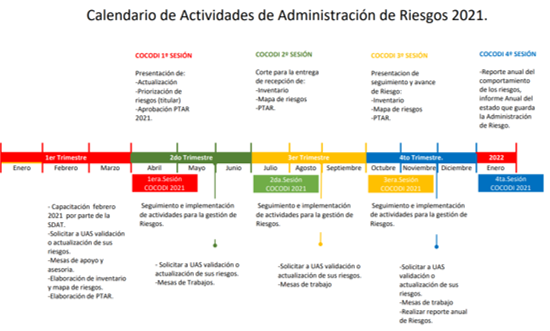 Calendario de Actividades de Administración de Riesgos 2021.
COCODI 1ª SESIÓN
Presentación de:
-Actualización
-Priorización de
riesgos (titular)
-Aprobación PTAR
2021.
COCODI 2ª SESIÓN
Corte para la entrega
de recepción de:
-Inventario
-Mapa de riesgos
-PTAR.
COCODI 3ª SESIÓN
Presentacion de
seguimiento y avance
de Riesgo:
-Inventario
-Mapa de riesgos
-PTAR.
COCODI 4ª SESIÓN
-Reporte anual del
comportamiento
de los riesgos,
informe Anual del
estado que guarda
la Administración
de Riesgo.
1er Trimestre
2do Trimestre
3er Trimestre
4to Trimestre.
2022
Enero
Febrero
Marzo
Abril
Mayo
Junio
Julio
Agosto
Septiembre
Octubre
Noviembre
Diciembre
Enero
1era.Sesión
COCODI 2021
2da.Sesión
COCODI 2021
3era.Sesión
COCODI 2021
4ta.Sesión
COCODI 2021
- Capacitación febrero
2021 por parte de la
SDAT.
-Solicitar a UAS validación
o actualización de sus
riesgos.
-Mesas de apoyo y
asesoria.
-Elaboración de inventario
y mapa de riesgos.
-Elaboración de PTAR.
Seguimiento e implementación
de actividades para la gestión de
Riesgos.
- Solicitar a UAS validación o
actualización de sus riesgos.
-Mesas de Trabajos.
Seguimiento e implementación
de actividades para la gestión de
Riesgos.
-Solicitar a UAS validación o
actualización de sus riesgos.
-Mesas de trabajo
Seguimiento e implementación
de actividades para la gestión de
Riesgos.
-Solicitar a UAS
validación o
actualización de sus
riesgos.
-Mesas de trabajo
-Realizar reporte anual
de Riesgos.